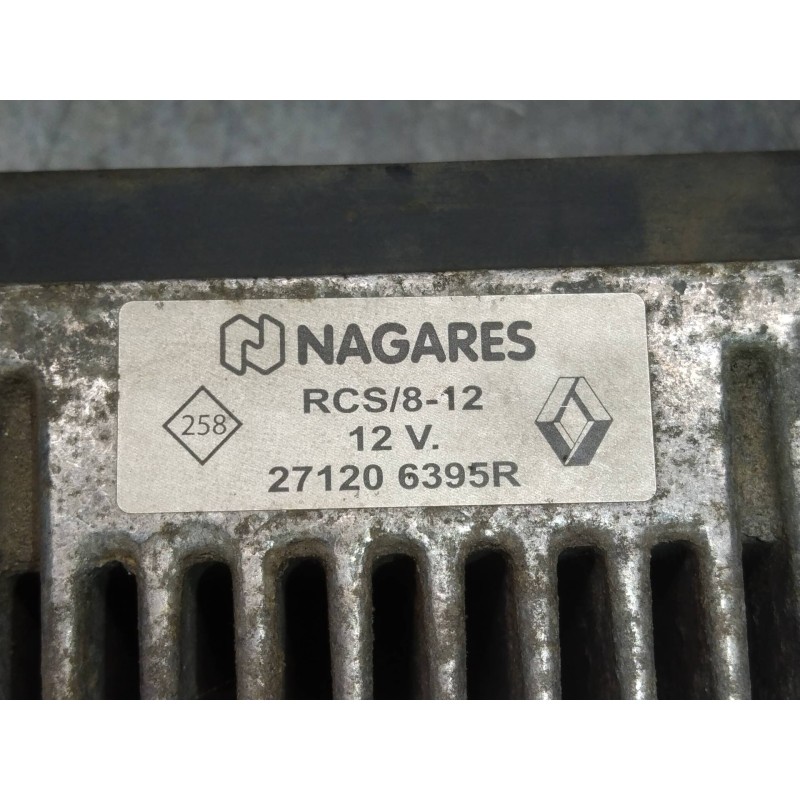 NAGARES
RCS/8-12
258
12 V.
27120 6395R